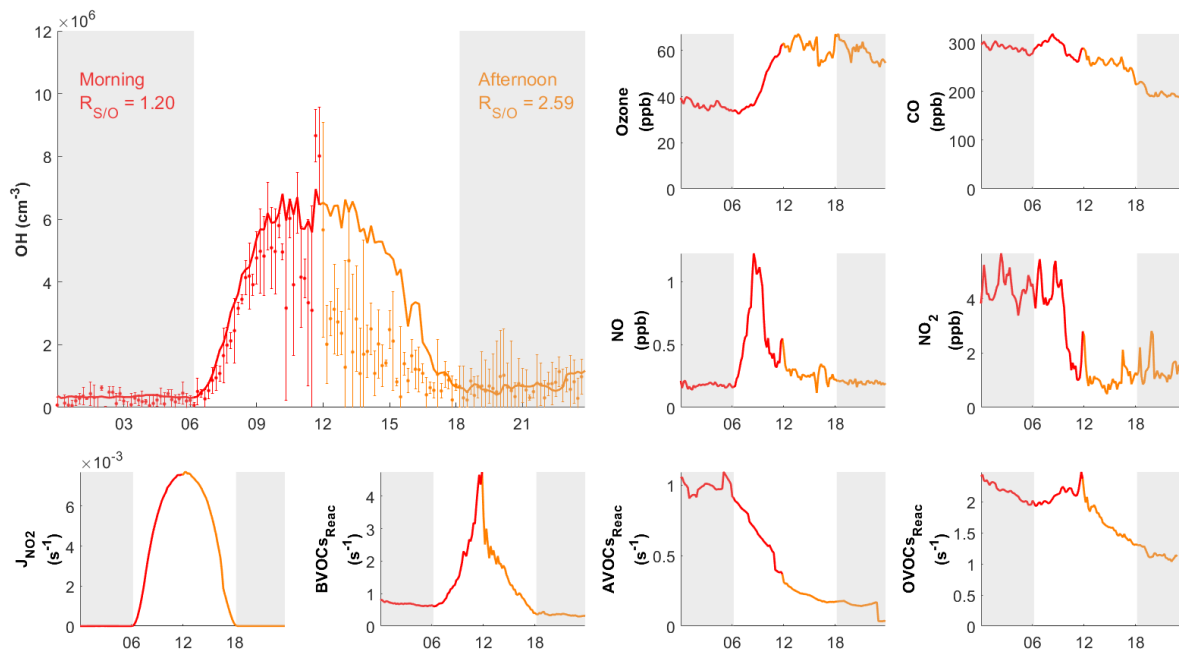 ×10⁶
12
10
8
6
4
2
0
OH (cm⁻³)
Morning
R_S/O = 1.20
Afternoon
R_S/O = 2.59
03 06 09 12 15 18 21
60
40
20
0
Ozone
(ppb)
06 12 18
300
200
100
0
CO
(ppb)
06 12 18
1
0.5
0
NO
(ppb)
06 12 18
4
2
0
NO₂
(ppb)
06 12 18
×10⁻³
6
4
2
0
J_NO2
(s⁻¹)
06 12 18
4
3
2
1
0
BVOCs_Reac
(s⁻¹)
06 12 18
1
0.5
0
AVOCs_Reac
(s⁻¹)
06 12 18
2
1.5
1
0.5
0
OVOCs_Reac
(s⁻¹)
06 12 18